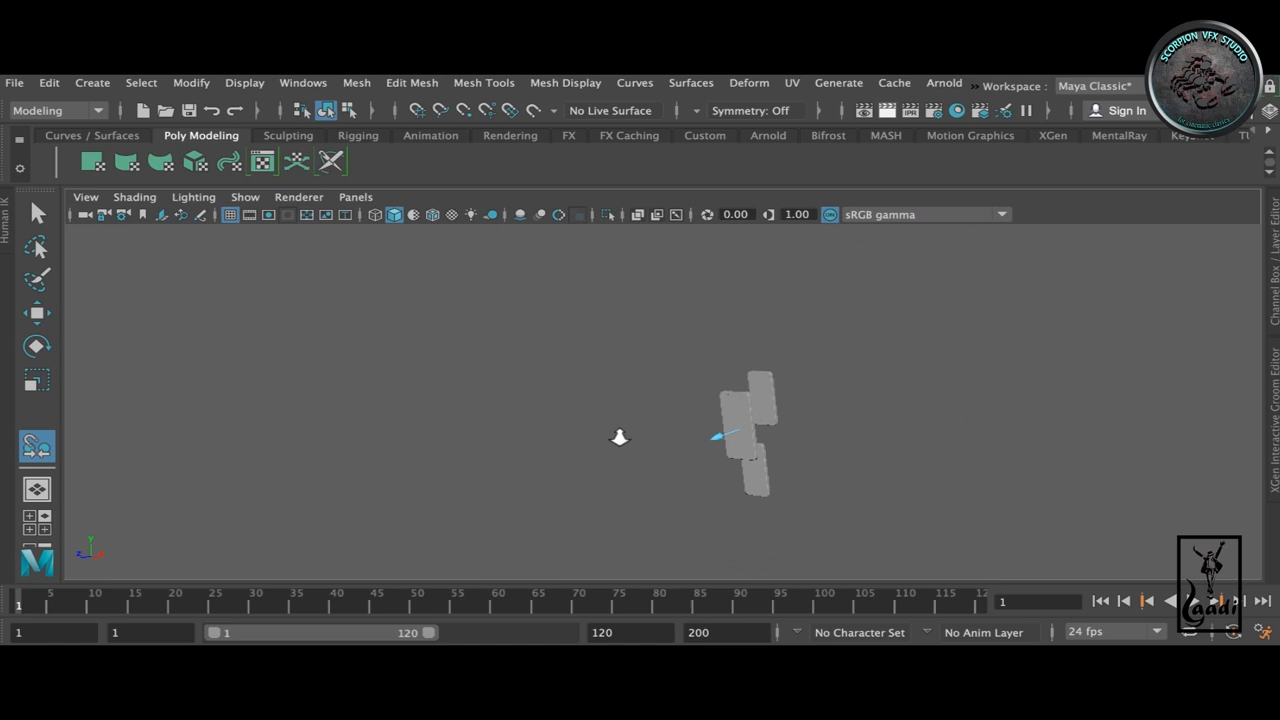 SCORPION VFX STUDIO
File Edit Create Select Modify Display Windows Mesh Edit Mesh Mesh Tools Mesh Display Curves Surfaces Deform UV Generate Cache Arnold Workspace : Maya Classic*
Modeling No Live Surface Symmetry: Off IPR Sign In
Curves / Surfaces Poly Modeling Sculpting Rigging Animation Rendering FX FX Caching Custom Arnold Bifrost MASH Motion Graphics XGen MentalRay
View Shading Lighting Show Renderer Panels
0.00 1.00 ON sRGB gamma
Human IK
Channel Box / Layer Editor
XGen Interactive Groom Editor
y
z x
M
5 10 15 20 25 30 35 40 45 50 55 60 65 70 75 80 85 90 95 100 105 110 115 12
1 1
1 1 1 120 120 200 No Character Set No Anim Layer 24 fps